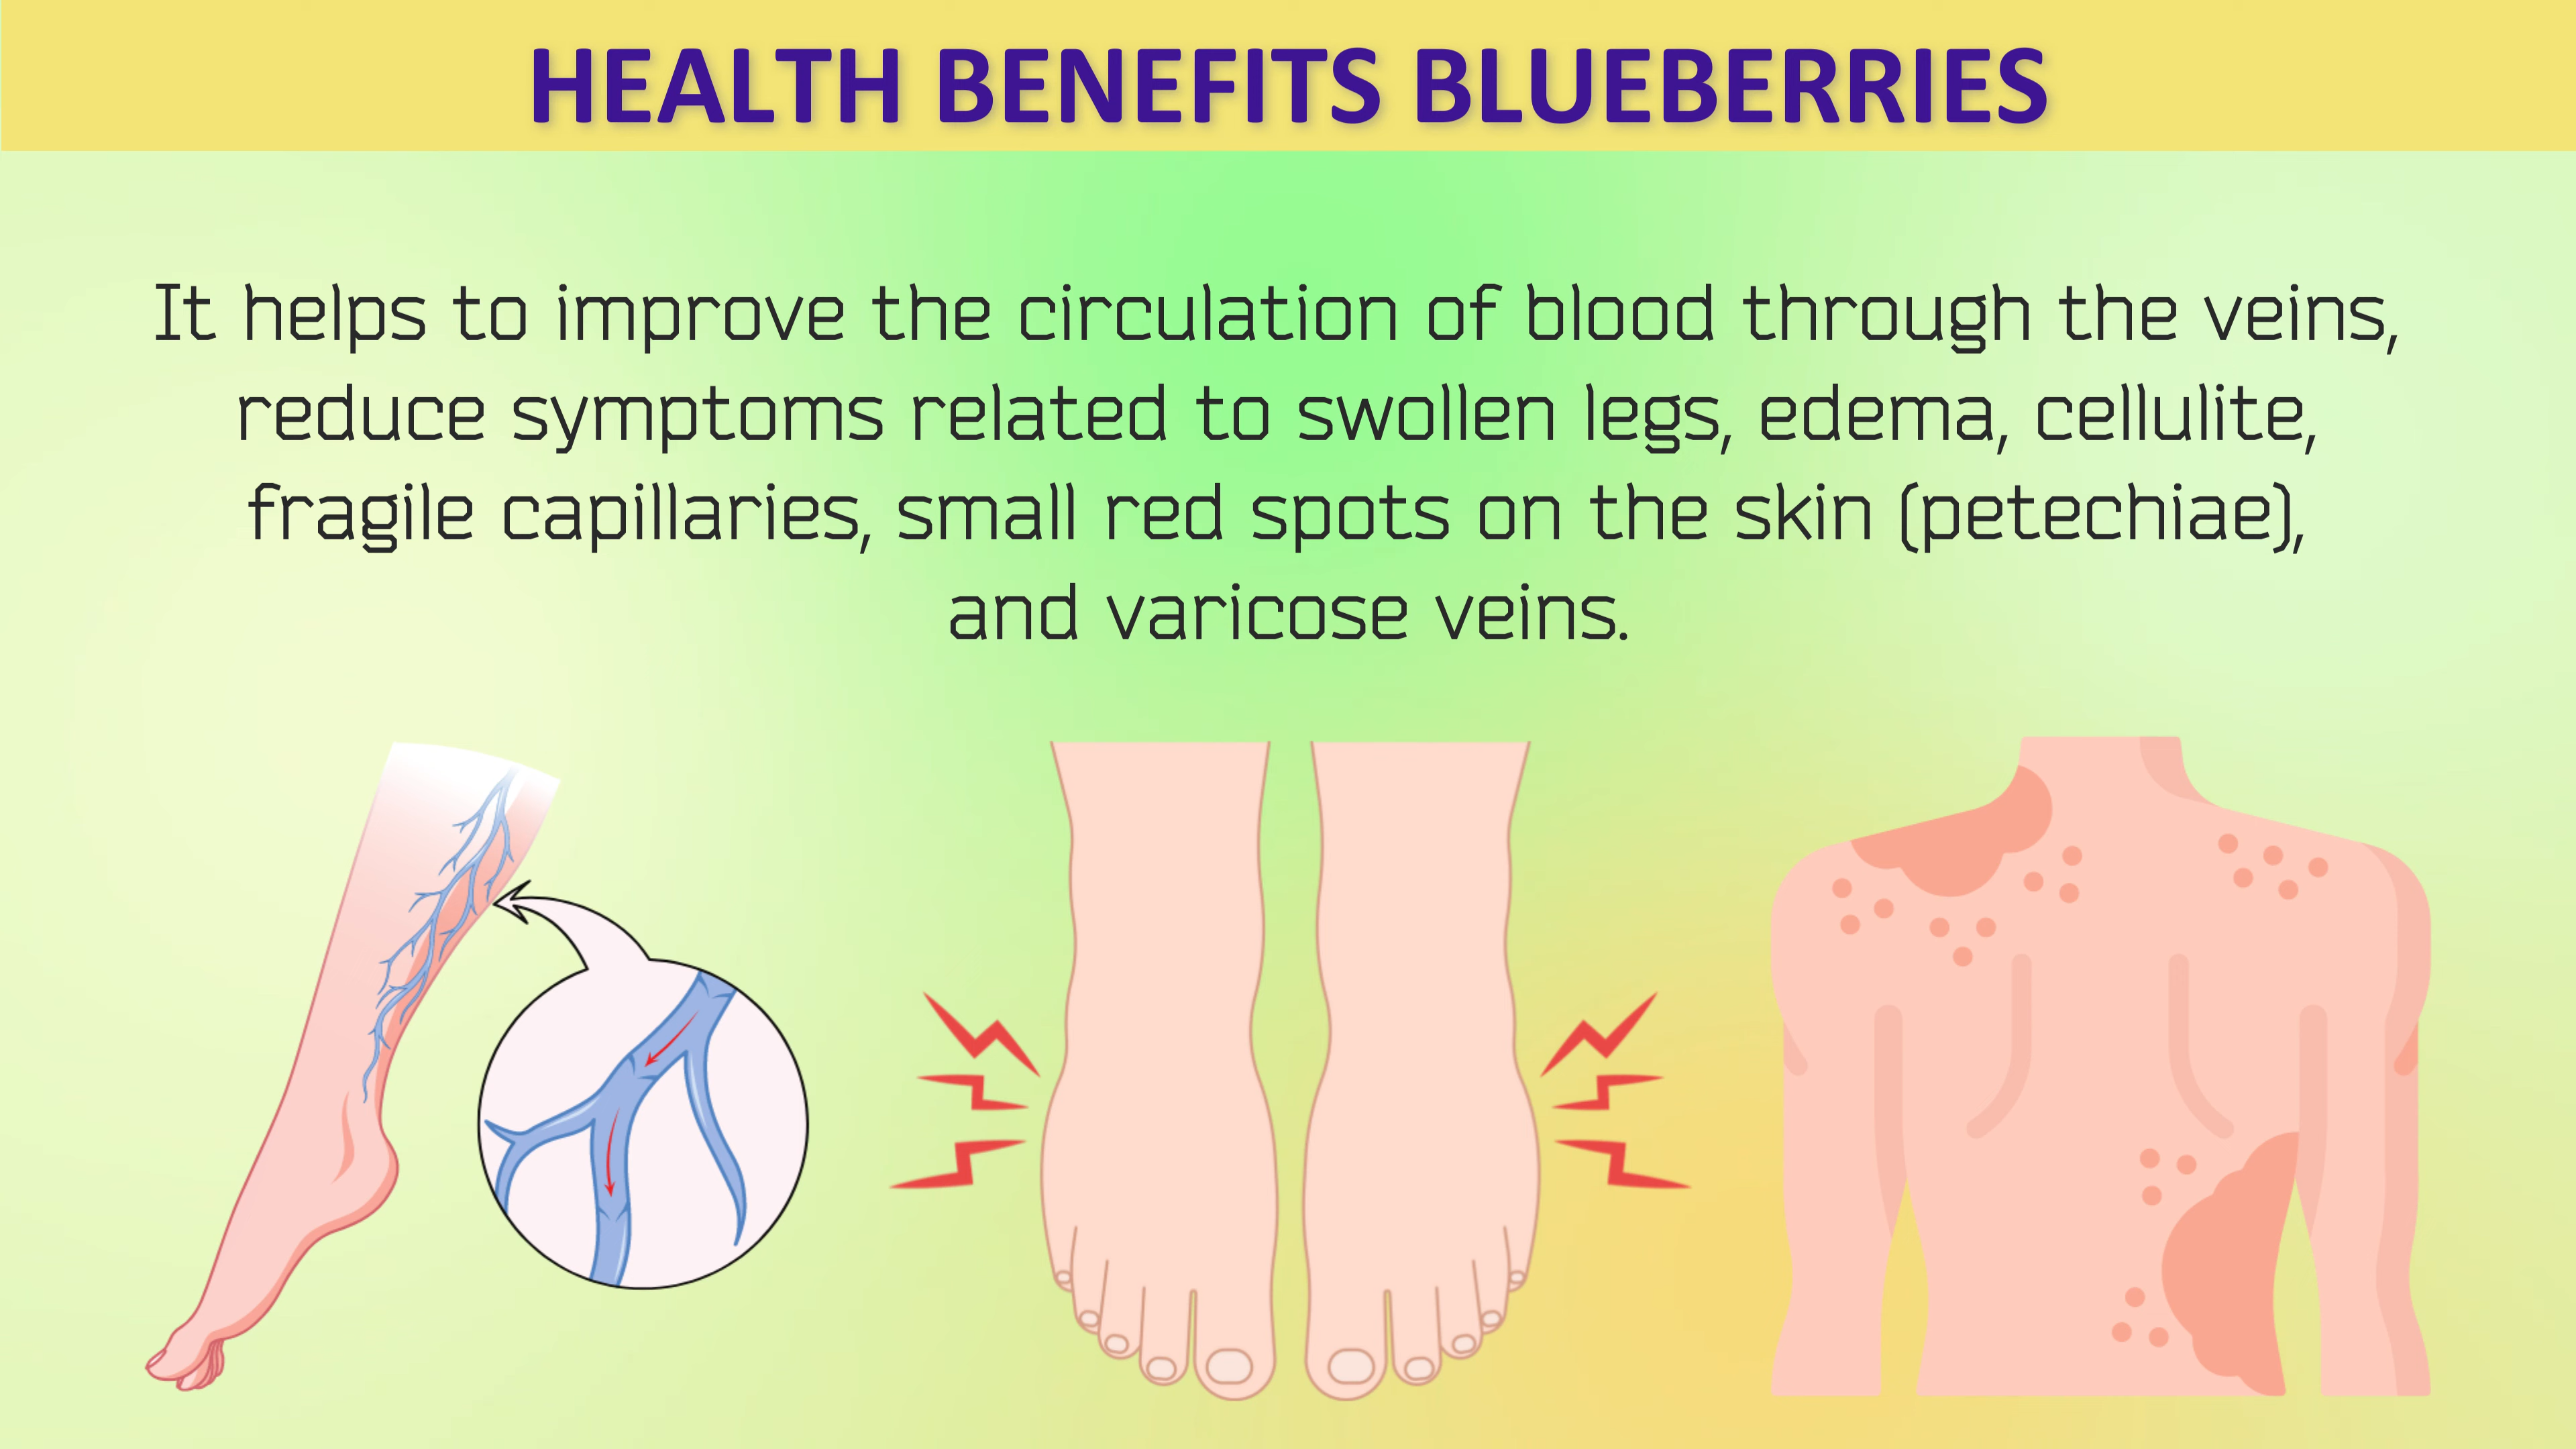 HEALTH BENEFITS BLUEBERRIES
It helps to improve the circulation of blood through the veins,
reduce symptoms related to swollen legs, edema, cellulite,
fragile capillaries, small red spots on the skin (petechiae),
and varicose veins.